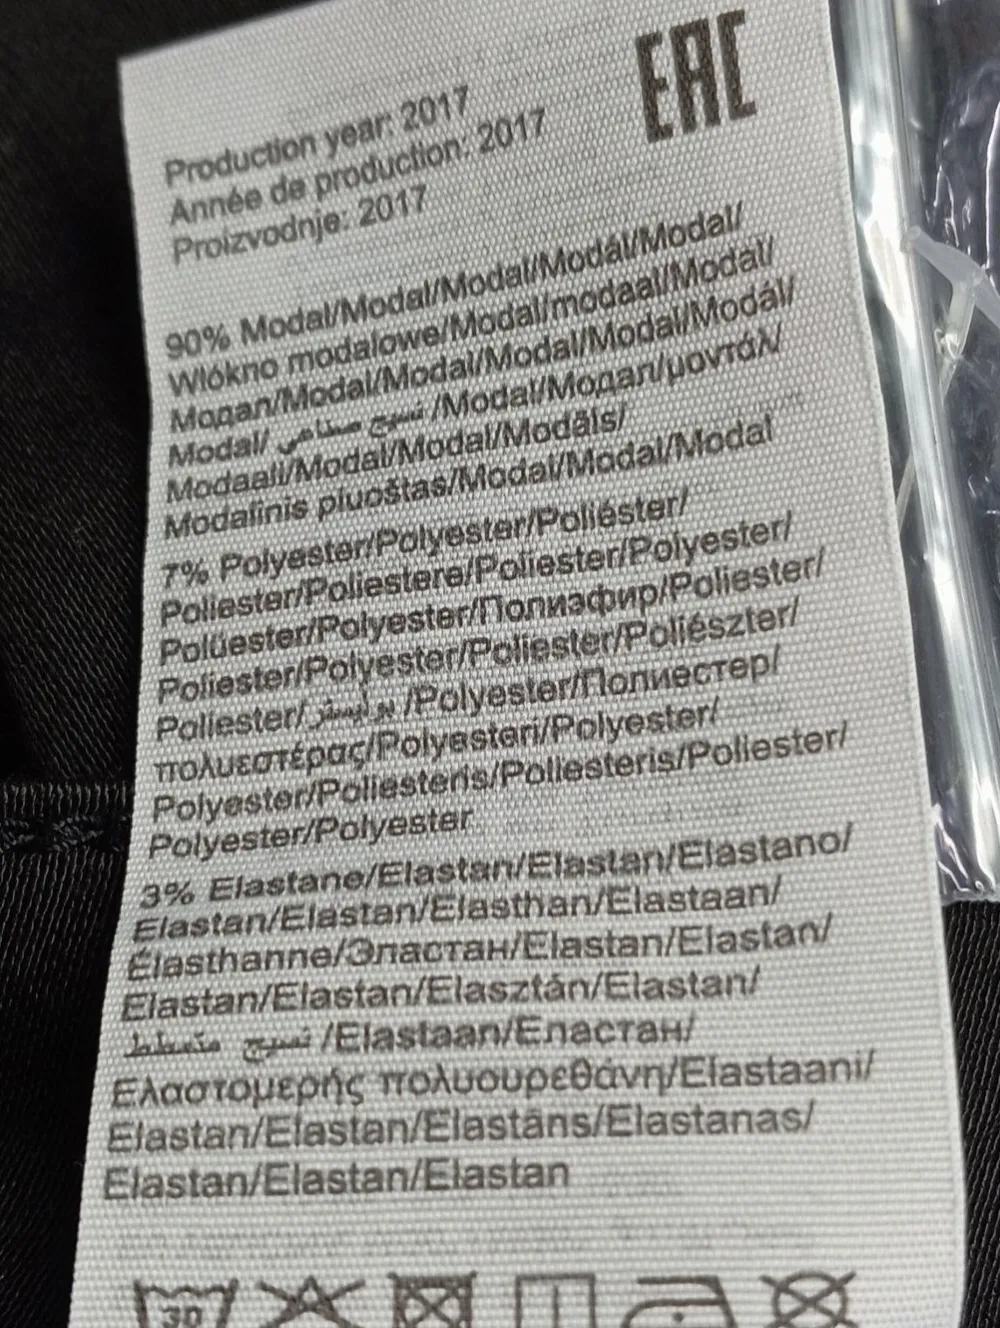 EAC
Production year: 2017
Année de production: 2017
Proizvodnje: 2017
90% Modal/Modal/Modal/Modál/Modal/
Wlókno modalowe/Modal/modaal/Modal/
Модал/Modal/Modal/Modal/Modal/Modál/
Modal/ نسيج صناعي /Modal/Модал/μοντάλ/
Modaali/Modal/Modal/Modāls/
Modalinis pluoštas/Modal/Modal/Modal
7% Polyester/Polyester/Poliéster/
Poliester/Poliestere/Poliester/Polyester/
Polüester/Polyester/Полиэфир/Poliester/
Poliester/Polyester/Poliester/Poliészter/
Poliester/ بوليستر /Polyester/Полиестер/
πολυεστέρας/Polyesteri/Polyester/
Polyester/Poliesteris/Poliesteris/Poliester/
Polyester/Polyester
3% Elastane/Elastan/Elastan/Elastano/
Elastan/Elastan/Elasthan/Elastaan/
Élasthanne/Эластан/Elastan/Elastan/
Elastan/Elastan/Elasztán/Elastan/
نسيج متمطط /Elastaan/Еластан/
Ελαστομερής πολυουρεθάνη/Elastaani/
Elastan/Elastan/Elastāns/Elastanas/
Elastan/Elastan/Elastan
30